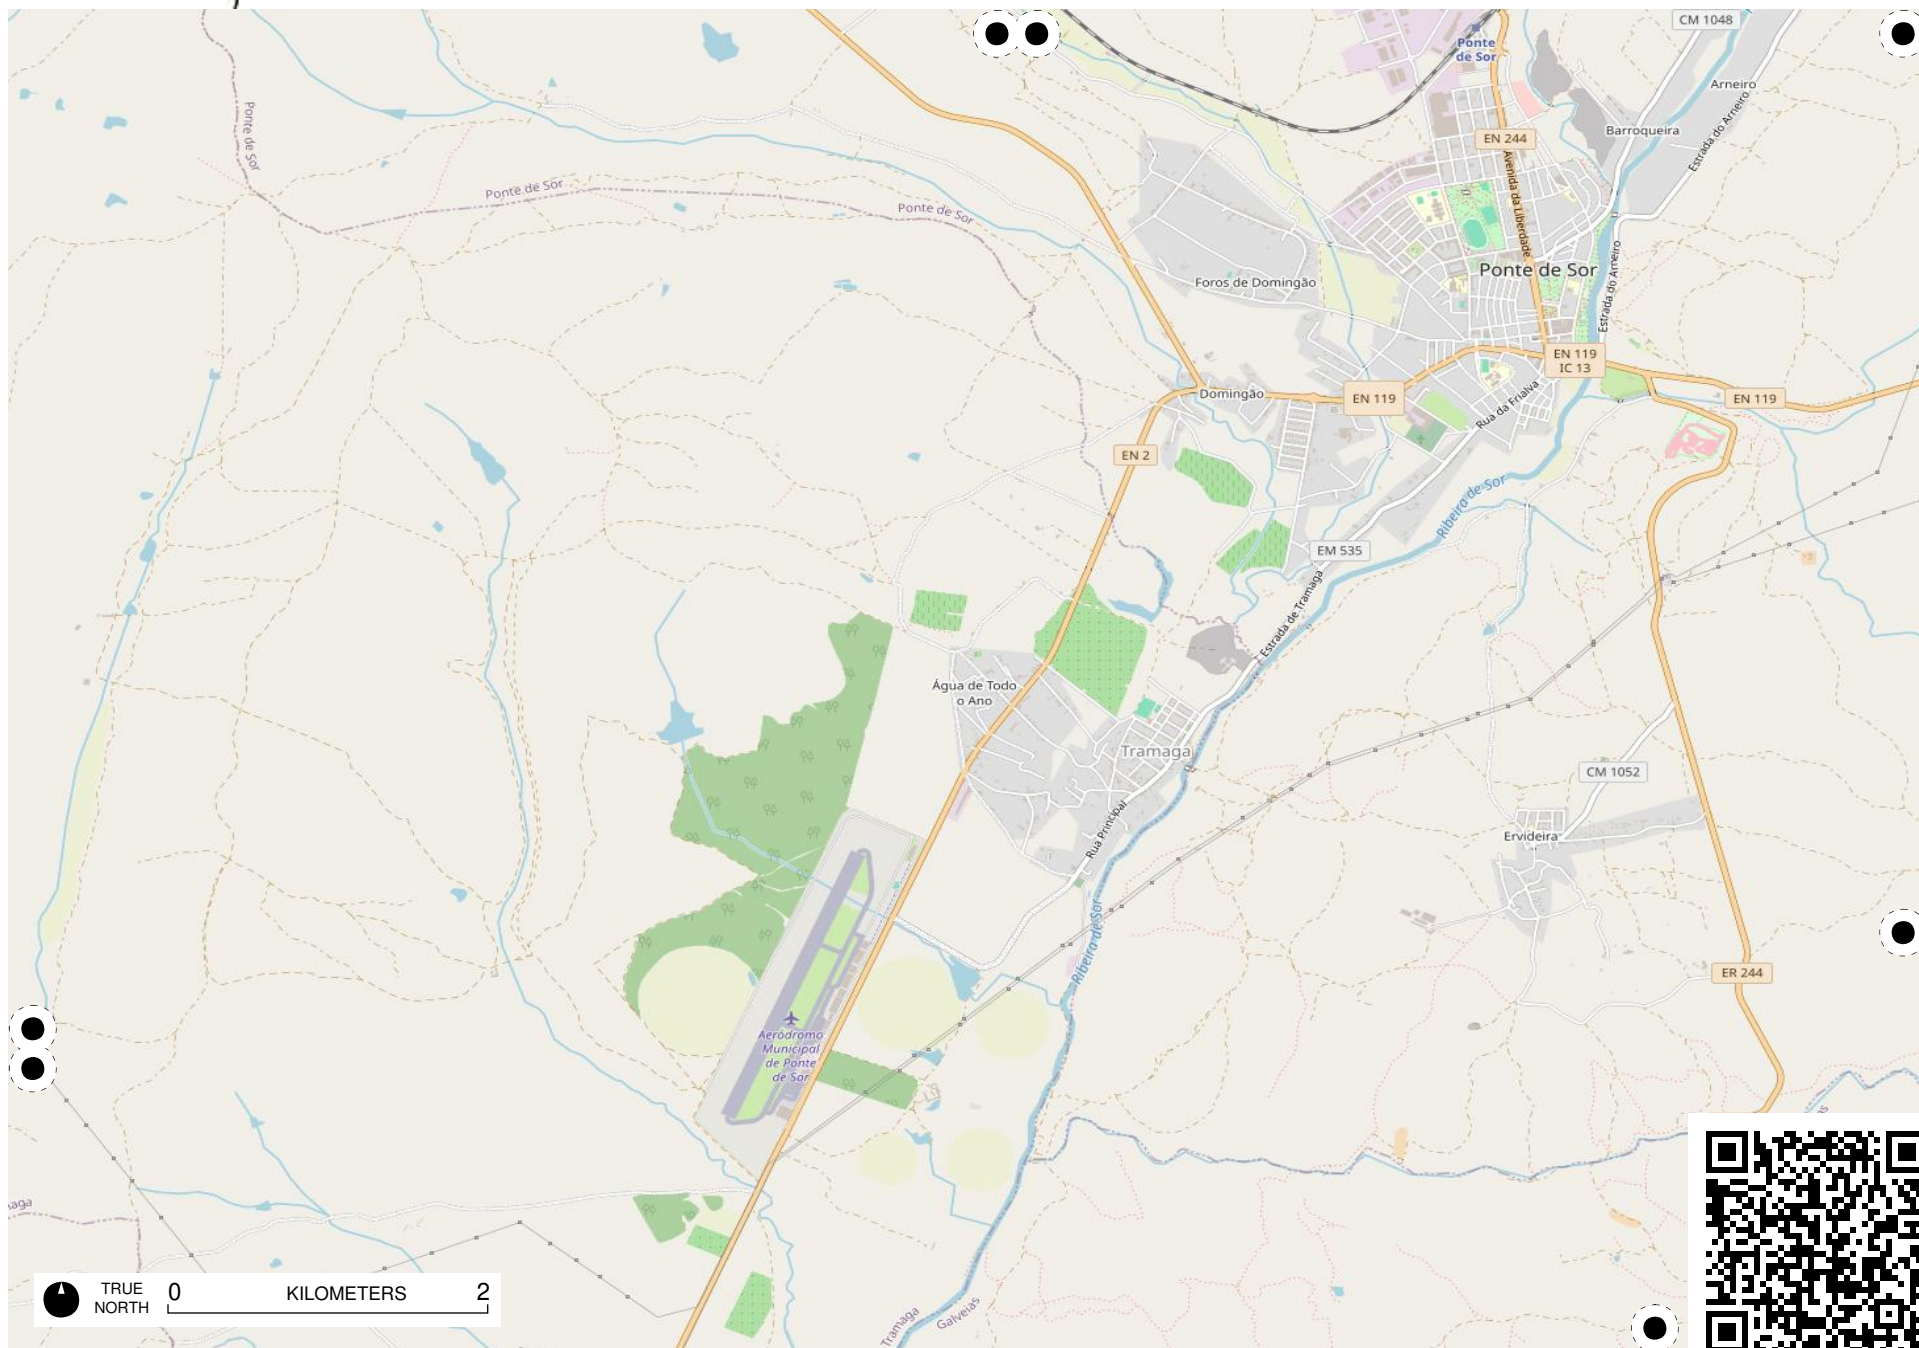 CM 1048
Ponte
de Sor
Arneiro
Ponte de Sor
EN 244
Barroqueira
Estrada do Arneiro
Avenida da Liberdade
Ponte de Sor
Ponte de Sor
Ponte de Sor
Estrada do Arneiro
Foros de Domingão
EN 119
IC 13
Domingão
EN 119
EN 119
Rua da Frialva
EN 2
Ribeira de Sor
EM 535
Estrada de Tramaga
Água de Todo
o Ano
Tramaga
CM 1052
Rua Principal
Ervideira
Ribeira de Sor
ER 244
Aeródromo
Municipal
de Ponte
de Sor
TRUE
NORTH
0 KILOMETERS 2
Tramaga
Galveias